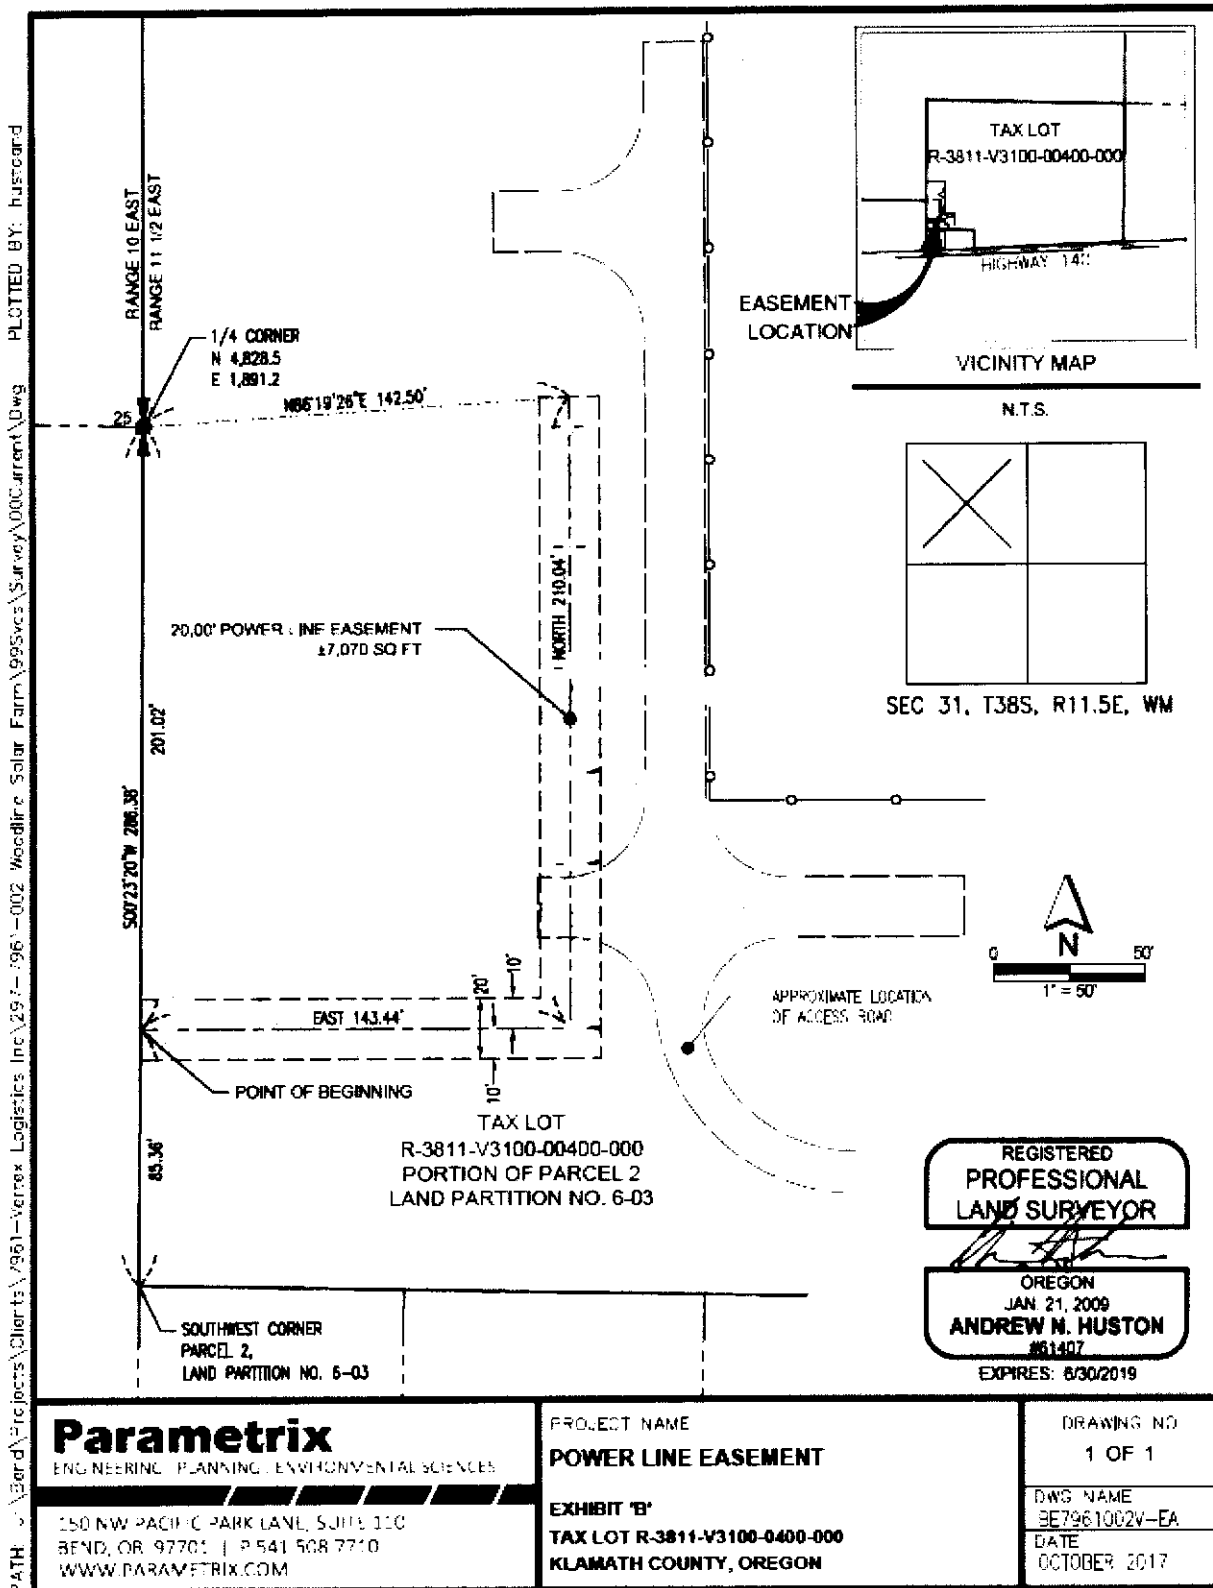 TAX LOT
R-3811-V3100-00400-000
HIGHWAY 140
EASEMENT
LOCATION
VICINITY MAP
N.T.S.
SEC 31, T38S, R11.5E, WM
RANGE 10 EAST
RANGE 11 1/2 EAST
1/4 CORNER
N 4,828.5
E 1,891.2
25
N86°19'26"E 142.50'
NORTH 210.04'
20.00' POWER LINE EASEMENT
±7,070 SQ FT
201.02'
S00°23'20"W 286.38'
EAST 143.44'
20'
10'
10'
POINT OF BEGINNING
85.36'
TAX LOT
R-3811-V3100-00400-000
PORTION OF PARCEL 2
LAND PARTITION NO. 6-03
APPROXIMATE LOCATION
OF ACCESS ROAD
N
0 50'
1" = 50'
SOUTHWEST CORNER
PARCEL 2,
LAND PARTITION NO. 6-03
REGISTERED
PROFESSIONAL
LAND SURVEYOR
OREGON
JAN. 21, 2009
ANDREW N. HUSTON
#61407
EXPIRES: 6/30/2019
PLOTTED BY: hustoand
Parametrix
ENGINEERING . PLANNING . ENVIRONMENTAL SCIENCES
150 NW PACIFIC PARK LANE, SUITE 110
BEND, OR 97701 | P 541.508.7710
WWW.PARAMETRIX.COM
PROJECT NAME
POWER LINE EASEMENT
EXHIBIT "B"
TAX LOT R-3811-V3100-0400-000
KLAMATH COUNTY, OREGON
DRAWING NO
1 OF 1
DWG NAME
BE7961002V-EA
DATE
OCTOBER 2017